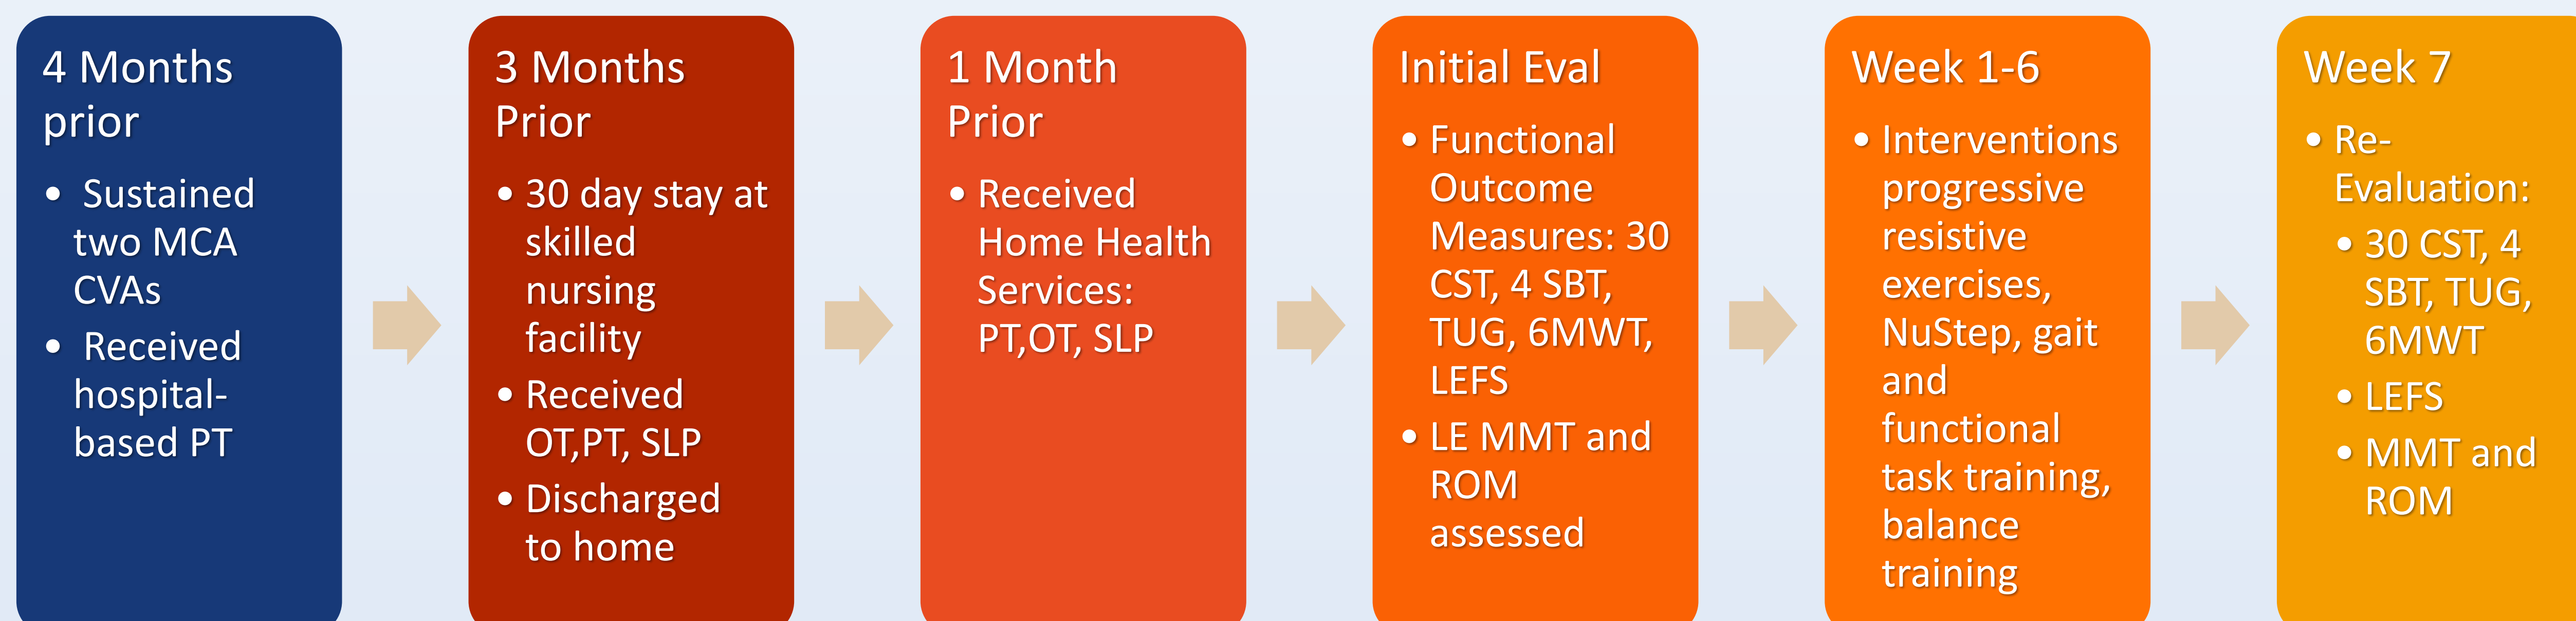 4 Months
prior
• Sustained
two MCA
CVAs
• Received
hospital-
based PT
3 Months
Prior
• 30 day stay at
skilled
nursing
facility
• Received
OT,PT, SLP
• Discharged
to home
1 Month
Prior
• Received
Home Health
Services:
PT,OT, SLP
Initial Eval
• Functional
Outcome
Measures: 30
CST, 4 SBT,
TUG, 6MWT,
LEFS
• LE MMT and
ROM
assessed
Week 1-6
• Interventions
progressive
resistive
exercises,
NuStep, gait
and
functional
task training,
balance
training
Week 7
• Re-
Evaluation:
• 30 CST, 4
SBT, TUG,
6MWT
• LEFS
• MMT and
ROM